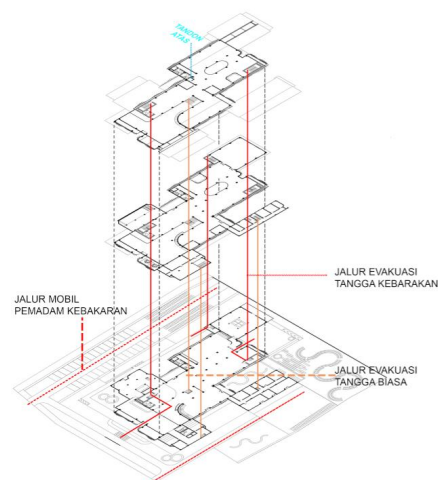 TANDON
ATAS
JALUR EVAKUASI
TANGGA KEBARAKAN
JALUR MOBIL
PEMADAM KEBAKARAN
JALUR EVAKUASI
TANGGA BIASA